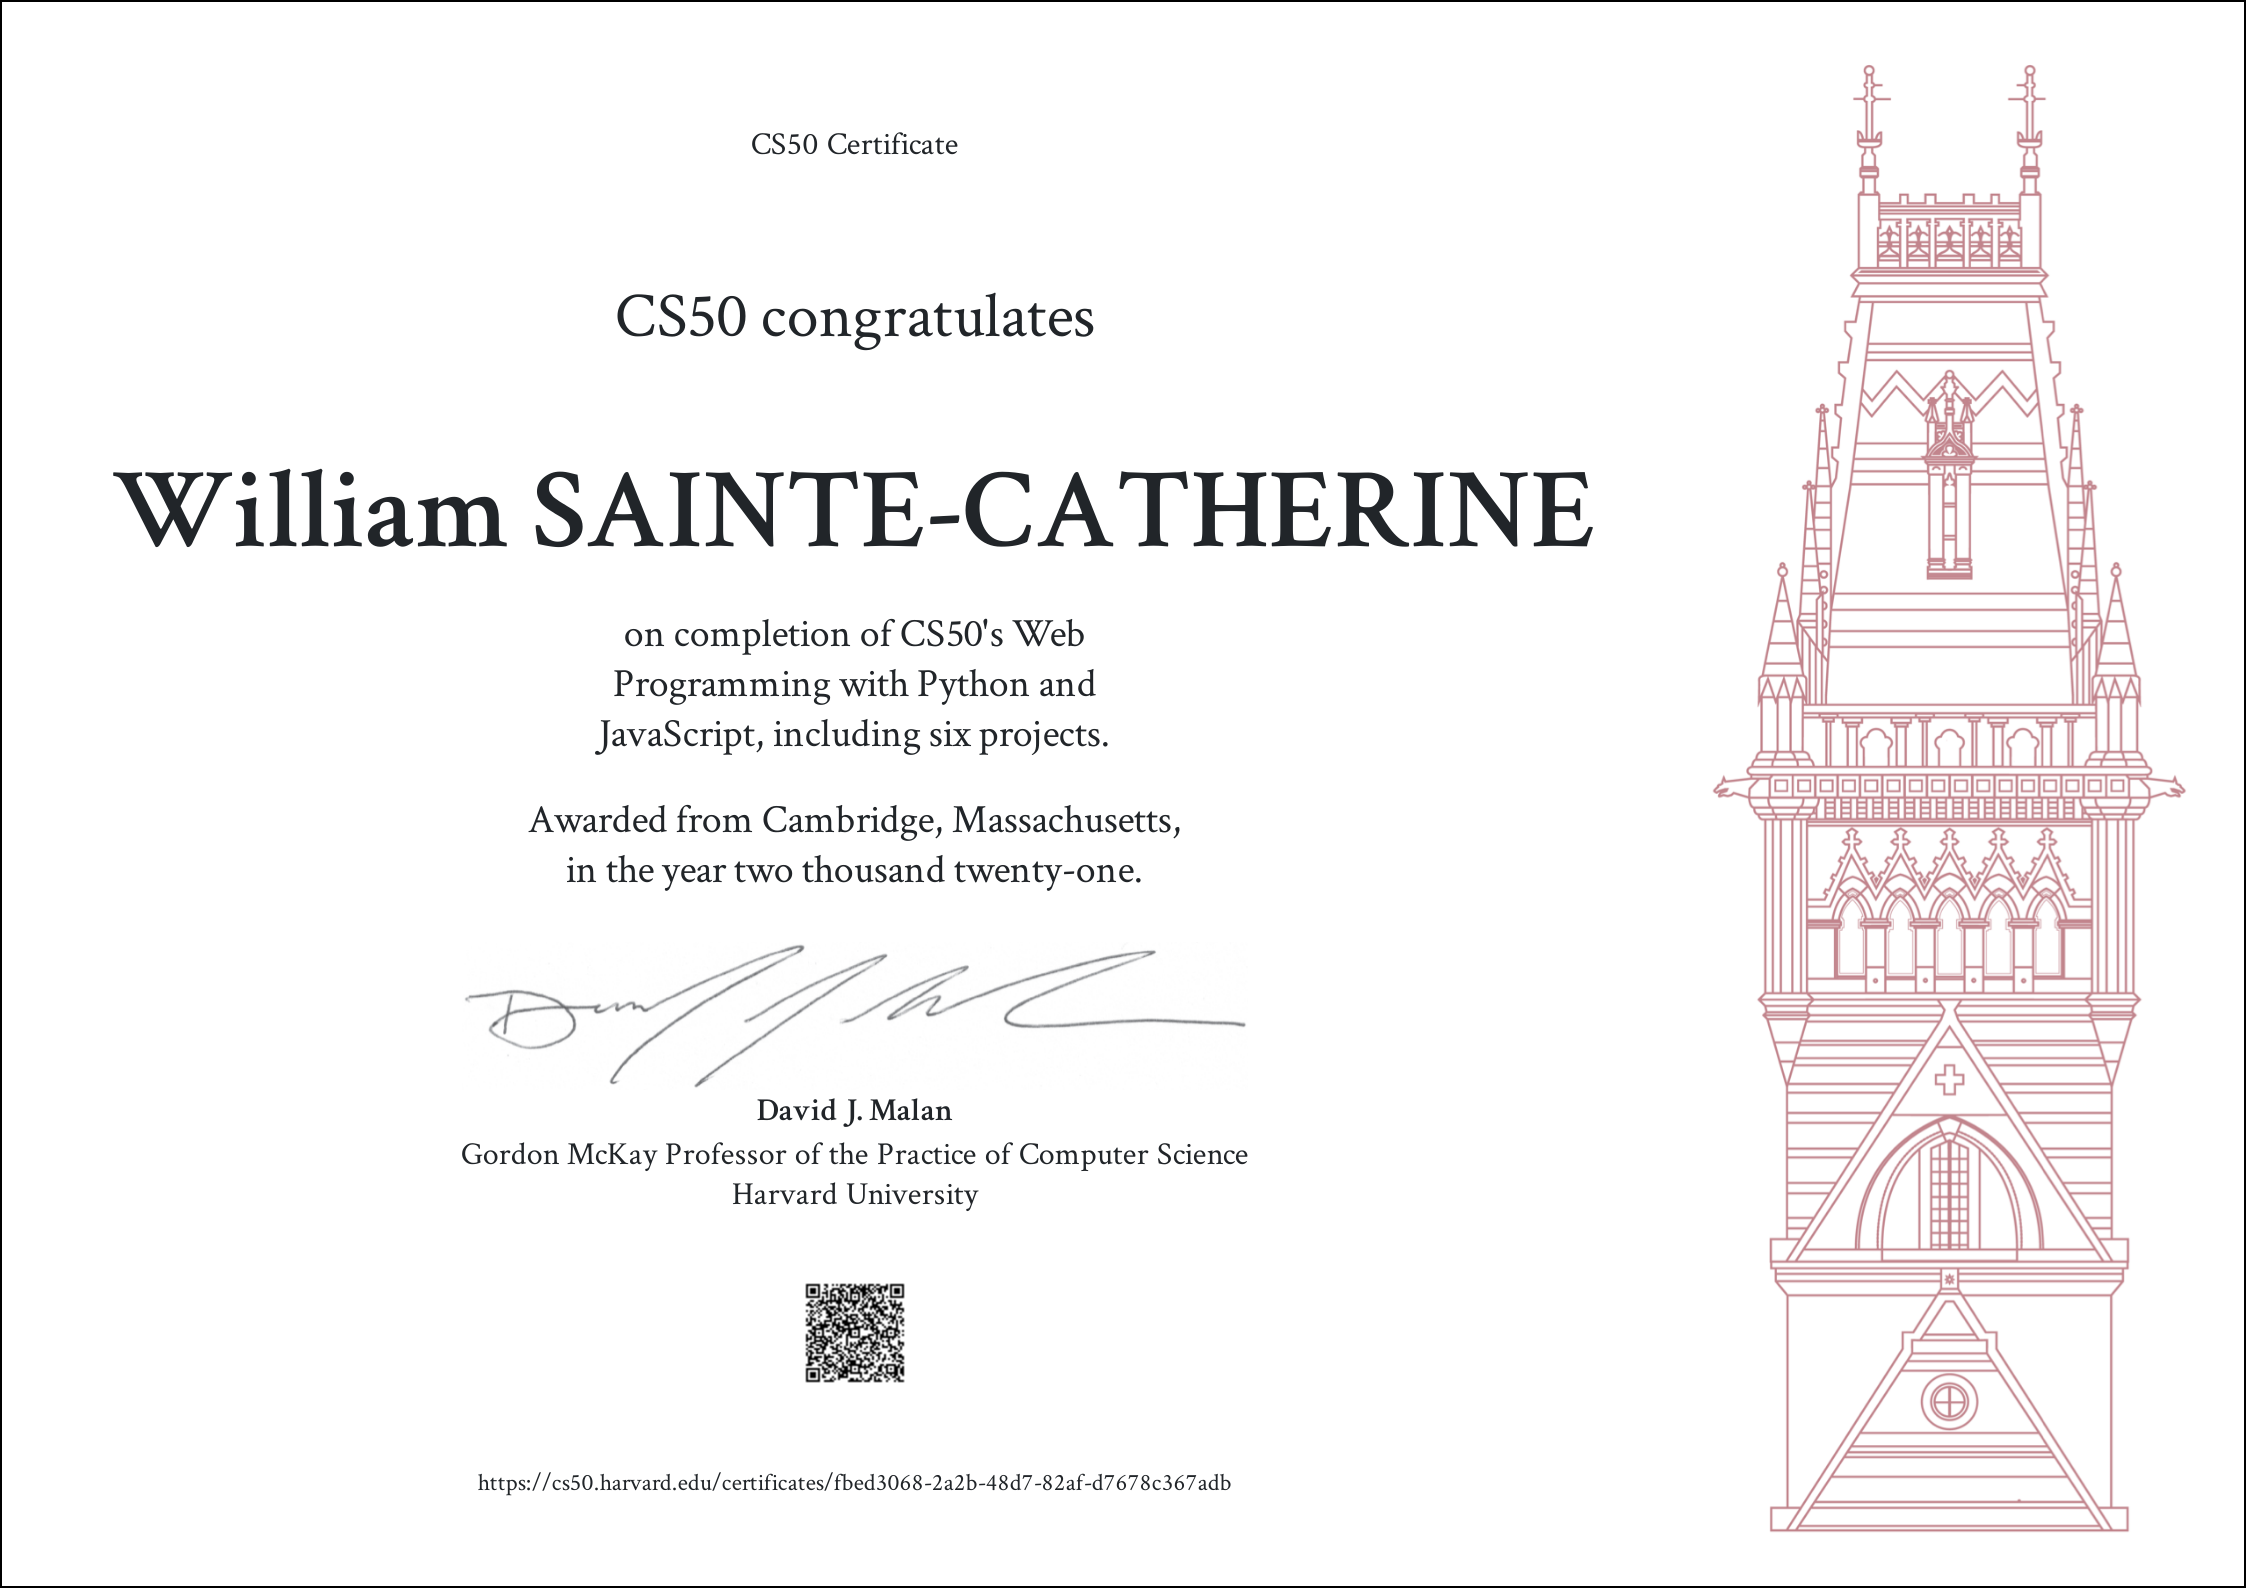 CS50 Certificate
CS50 congratulates
William SAINTE-CATHERINE
on completion of CS50's Web
Programming with Python and
JavaScript, including six projects.
Awarded from Cambridge, Massachusetts,
in the year two thousand twenty-one.
David J. Malan
Gordon McKay Professor of the Practice of Computer Science
Harvard University
https://cs50.harvard.edu/certificates/fbed3068-2a2b-48d7-82af-d7678c367adb